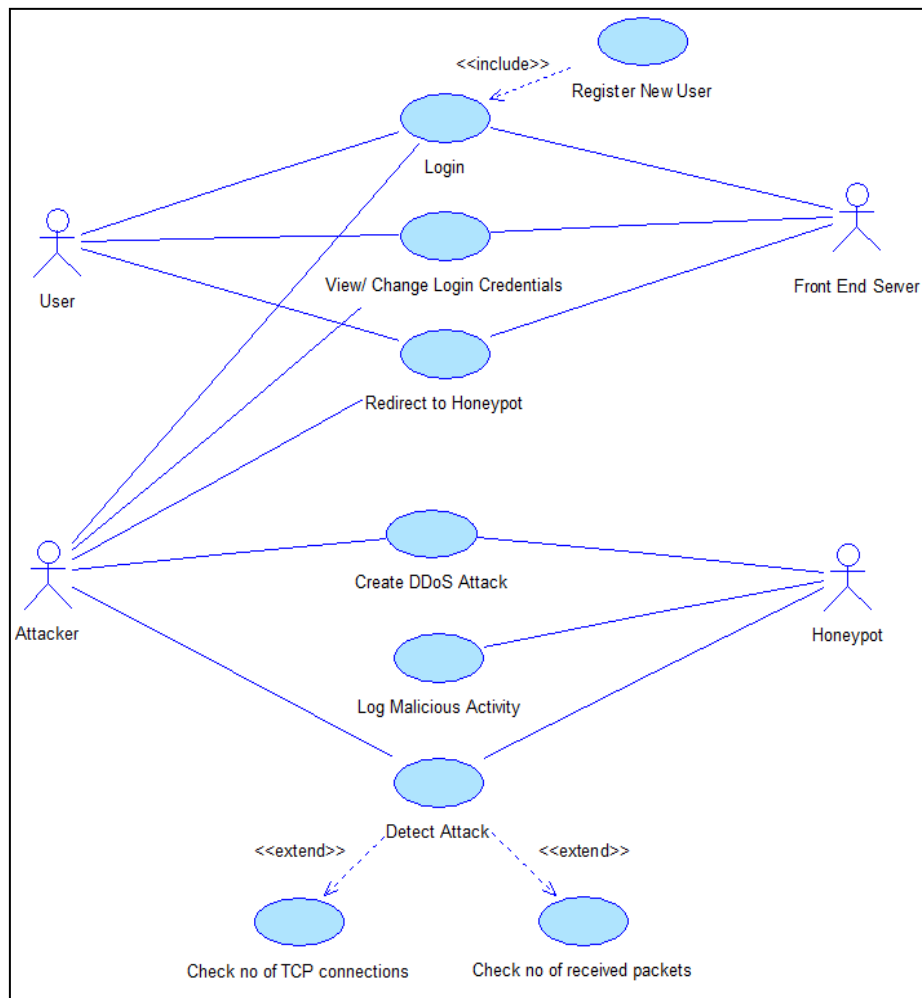 <<include>>
Register New User
Login
User
View/ Change Login Credentials
Front End Server
Redirect to Honeypot
Create DDoS Attack
Attacker
Honeypot
Log Malicious Activity
Detect Attack
<<extend>>
<<extend>>
Check no of TCP connections
Check no of received packets